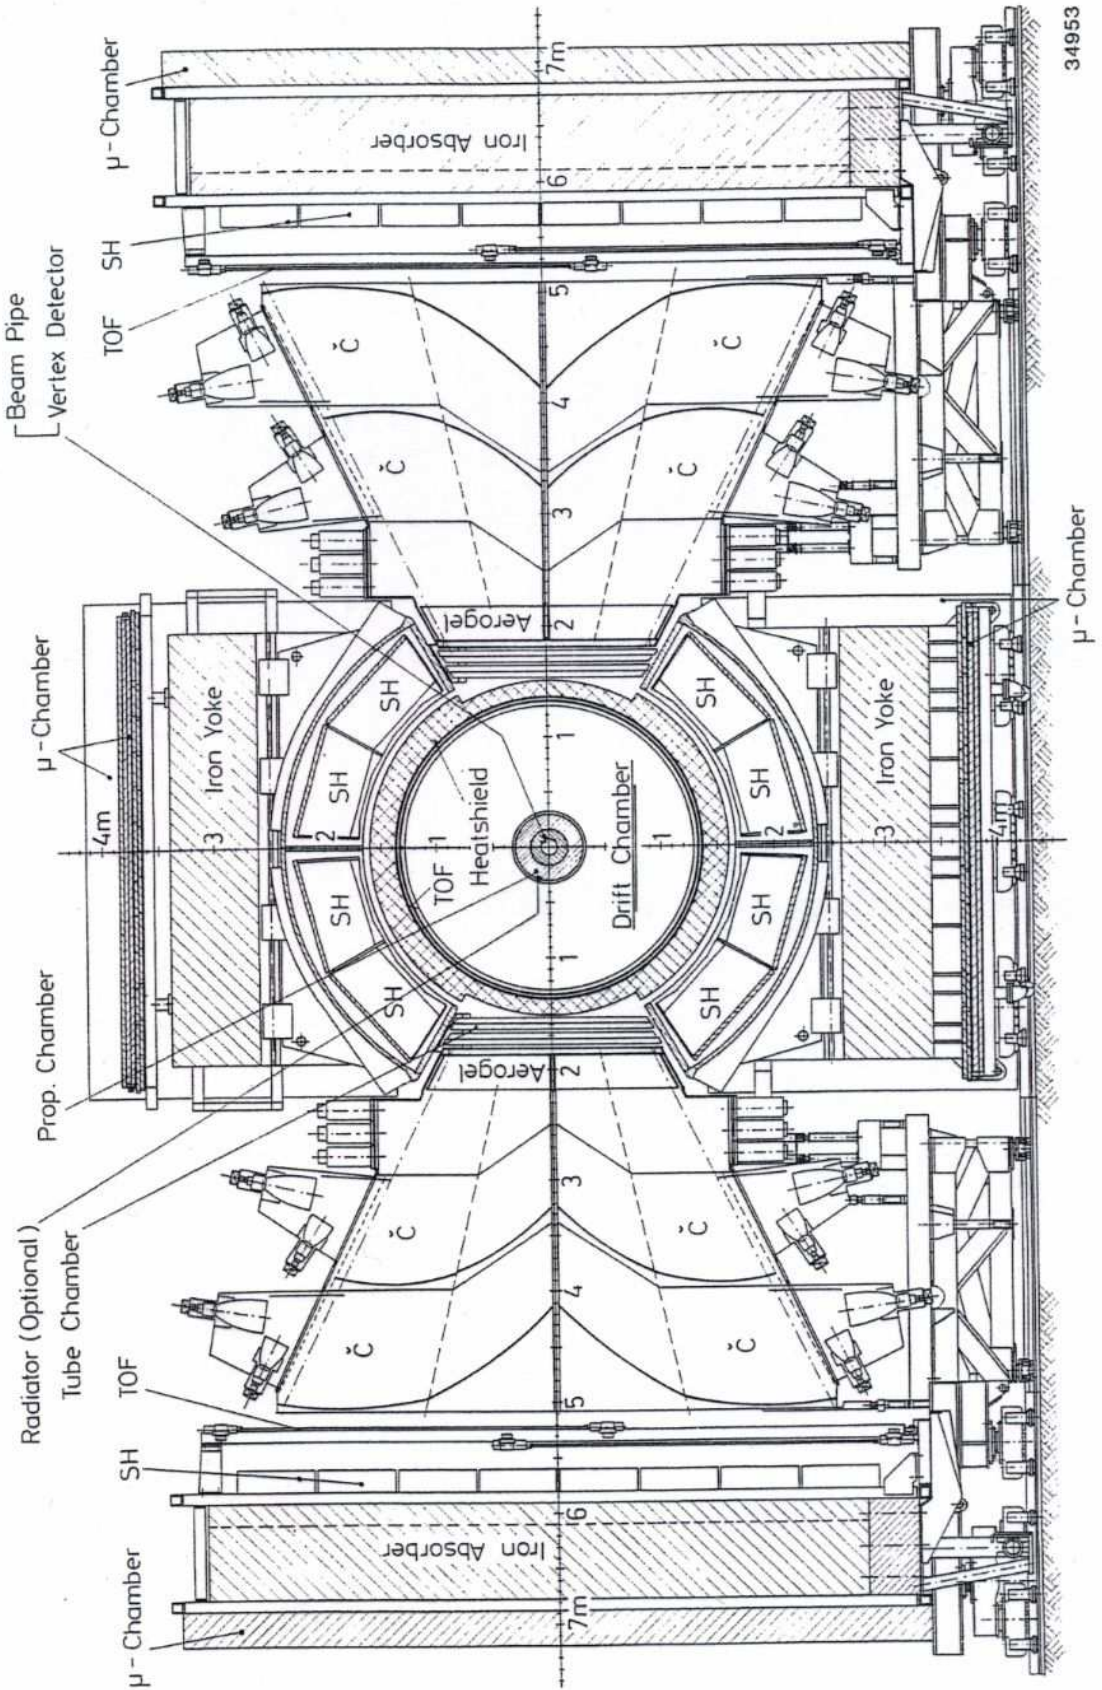 Beam Pipe
Vertex Detector
Radiator (Optional)
Tube Chamber
Prop. Chamber
µ-Chamber
µ-Chamber
SH
TOF
TOF
SH
µ-Chamber
4m
3
Iron Yoke
SH
SH
2
SH
SH
Iron Absorber
Č
Č
Aerogel
TOF
1
Heatshield
Aerogel
Č
Č
Iron Absorber
7m
6
5
4
3
2
1
1
2
3
4
5
6
7m
Drift Chamber
1
Č
Č
Č
Č
SH
SH
2
SH
SH
3
Iron Yoke
4m
µ-Chamber
34953